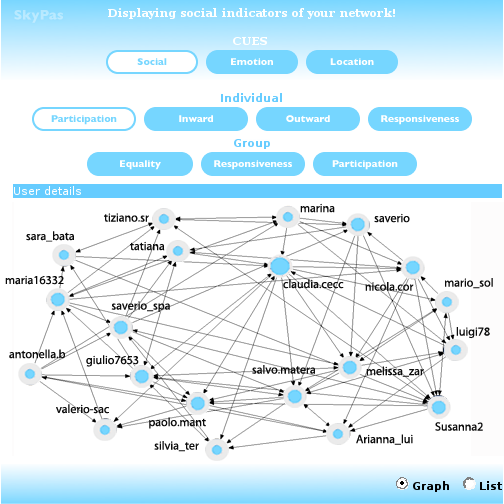 SkyPas
Displaying social indicators of your network!
CUES
Social Emotion Location
Individual
Participation Inward Outward Responsiveness
Group
Equality Responsiveness Participation
User details
marina
tiziano.sr saverio
sara_bata
tatiana
maria16332 claudia.cecc nicola.cor mario_sol
saverio_spa
luigi78
antonella.b giulio7653
salvo.matera melissa_zar
valerio-sac
paolo.mant Susanna2
silvia_ter Arianna_lui
Graph List